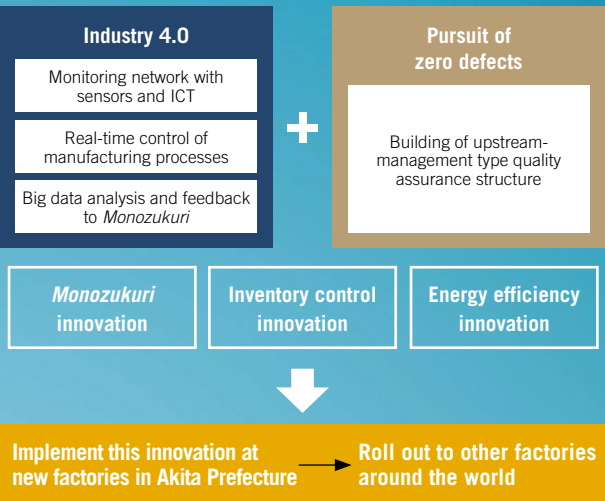 Industry 4.0
Monitoring network with
sensors and ICT
Real-time control of
manufacturing processes
Big data analysis and feedback
to Monozukuri
+
Pursuit of
zero defects
Building of upstream-
management type quality
assurance structure
Monozukuri
innovation
Inventory control
innovation
Energy efficiency
innovation
Implement this innovation at
new factories in Akita Prefecture
Roll out to other factories
around the world